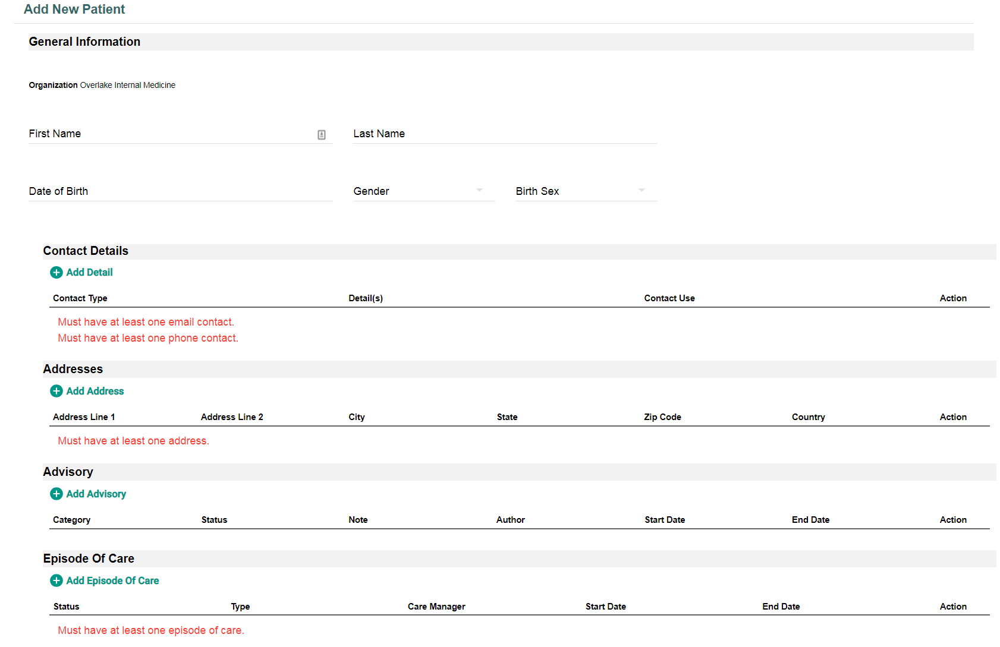 Add New Patient
General Information
Organization Overlake Internal Medicine
First Name Last Name
Date of Birth Gender Birth Sex
Contact Details
Add Detail
Contact Type Detail(s) Contact Use Action
Must have at least one email contact.
Must have at least one phone contact.
Addresses
Add Address
Address Line 1 Address Line 2 City State Zip Code Country Action
Must have at least one address.
Advisory
Add Advisory
Category Status Note Author Start Date End Date Action
Episode Of Care
Add Episode Of Care
Status Type Care Manager Start Date End Date Action
Must have at least one episode of care.